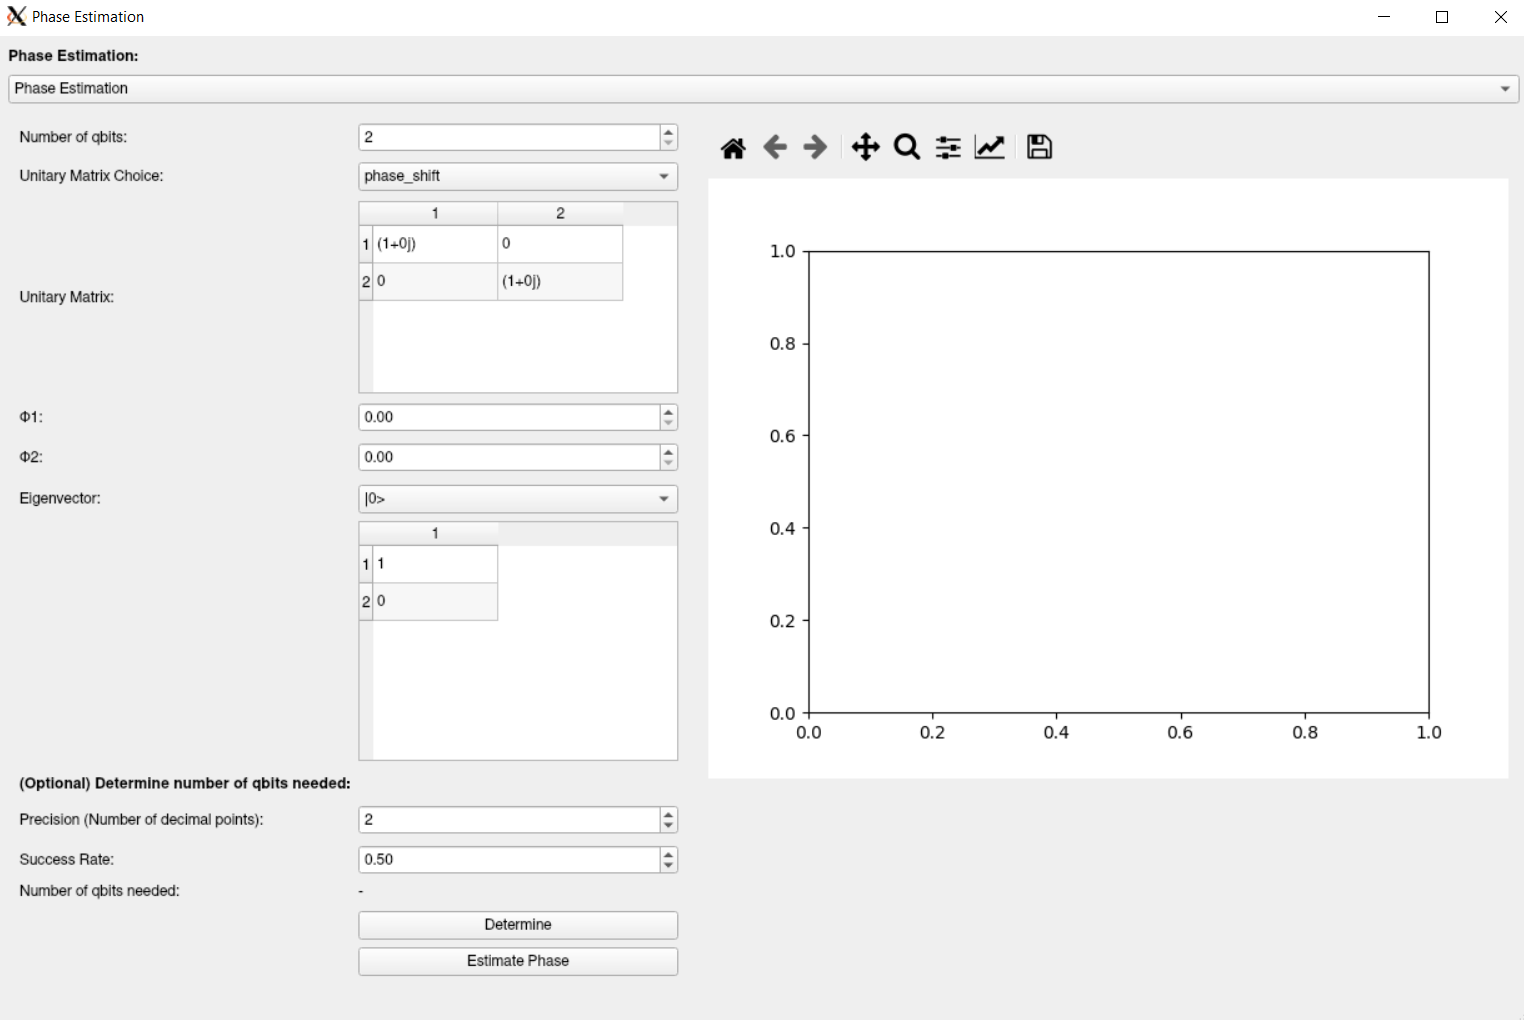 Phase Estimation
Phase Estimation:
Phase Estimation
Number of qbits:
2
Unitary Matrix Choice:
phase_shift
Unitary Matrix:
1 2
1 (1+0j) 0
2 0 (1+0j)
Φ1:
0.00
Φ2:
0.00
Eigenvector:
|0>
1
1 1
2 0
(Optional) Determine number of qbits needed:
Precision (Number of decimal points):
2
Success Rate:
0.50
Number of qbits needed:
-
Determine
Estimate Phase
1.0
0.8
0.6
0.4
0.2
0.0
0.0 0.2 0.4 0.6 0.8 1.0